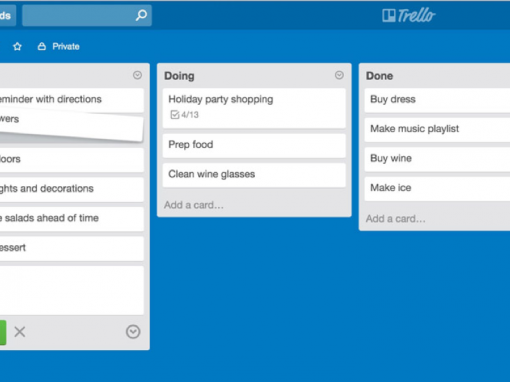 ds
Trello
Private
eminder with directions
wers
oors
ghts and decorations
e salads ahead of time
essert
Doing
Holiday party shopping
4/13
Prep food
Clean wine glasses
Add a card...
Done
Buy dress
Make music playlist
Buy wine
Make ice
Add a card...